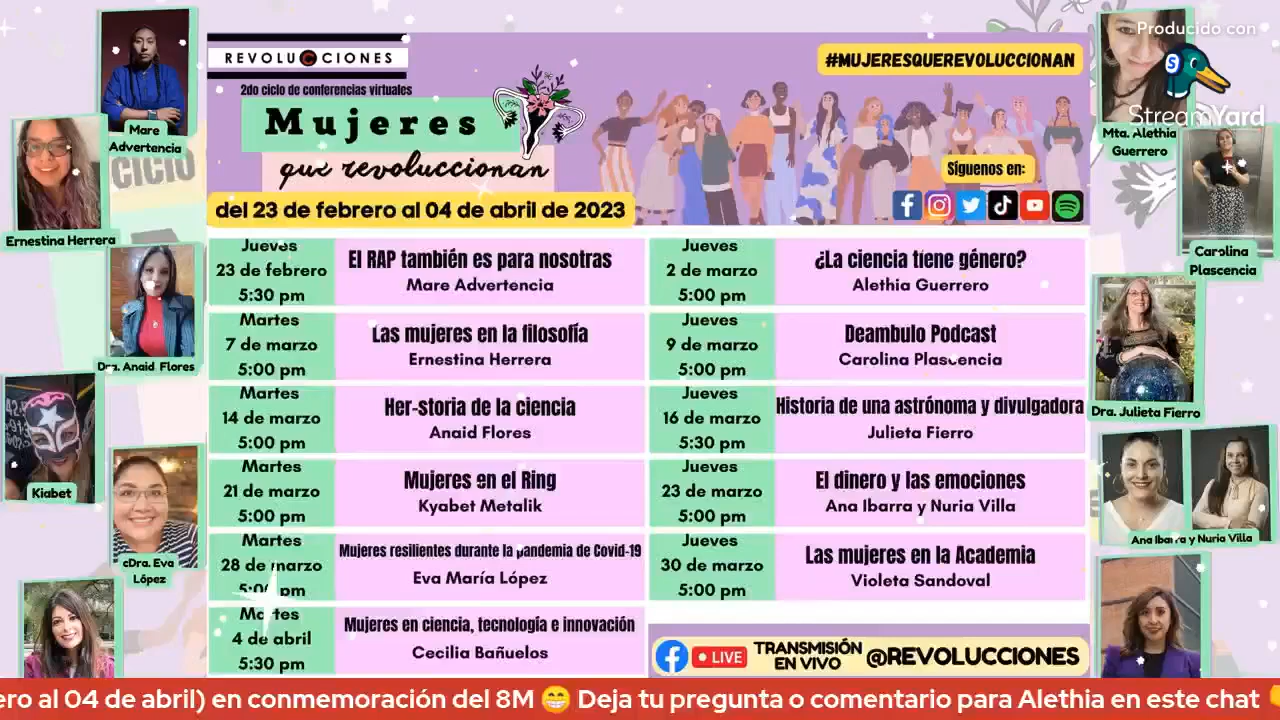 REVOLUCCIONES
2do ciclo de conferencias virtuales
Mujeres
que revoluccionan
del 23 de febrero al 04 de abril de 2023
#MUJERESQUEREVOLUCCIONAN
Síguenos en:
Producido con
StreamYard
CICLO
Mare
Advertencia
Ernestina Herrera
Dra. Anaid Flores
Kiabet
cDra. Eva
López
Jueves
23 de febrero
5:30 pm
El RAP también es para nosotras
Mare Advertencia
Jueves
2 de marzo
5:00 pm
¿La ciencia tiene género?
Alethia Guerrero
Martes
7 de marzo
5:00 pm
Las mujeres en la filosofía
Ernestina Herrera
Jueves
9 de marzo
5:00 pm
Deambulo Podcast
Carolina Plascencia
Martes
14 de marzo
5:00 pm
Her-storia de la ciencia
Anaid Flores
Jueves
16 de marzo
5:30 pm
Historia de una astrónoma y divulgadora
Julieta Fierro
Martes
21 de marzo
5:00 pm
Mujeres en el Ring
Kyabet Metalik
Jueves
23 de marzo
5:00 pm
El dinero y las emociones
Ana Ibarra y Nuria Villa
Martes
28 de marzo
5:00 pm
Mujeres resilientes durante la pandemia de Covid-19
Eva María López
Jueves
30 de marzo
5:00 pm
Las mujeres en la Academia
Violeta Sandoval
Martes
4 de abril
5:30 pm
Mujeres en ciencia, tecnología e innovación
Cecilia Bañuelos
LIVE
TRANSMISIÓN
EN VIVO
@REVOLUCCIONES
Mta. Alethia
Guerrero
Carolina
Plascencia
Dra. Julieta Fierro
Ana Ibarra y Nuria Villa
ero al 04 de abril) en conmemoración del 8M 😁 Deja tu pregunta o comentario para Alethia en este chat